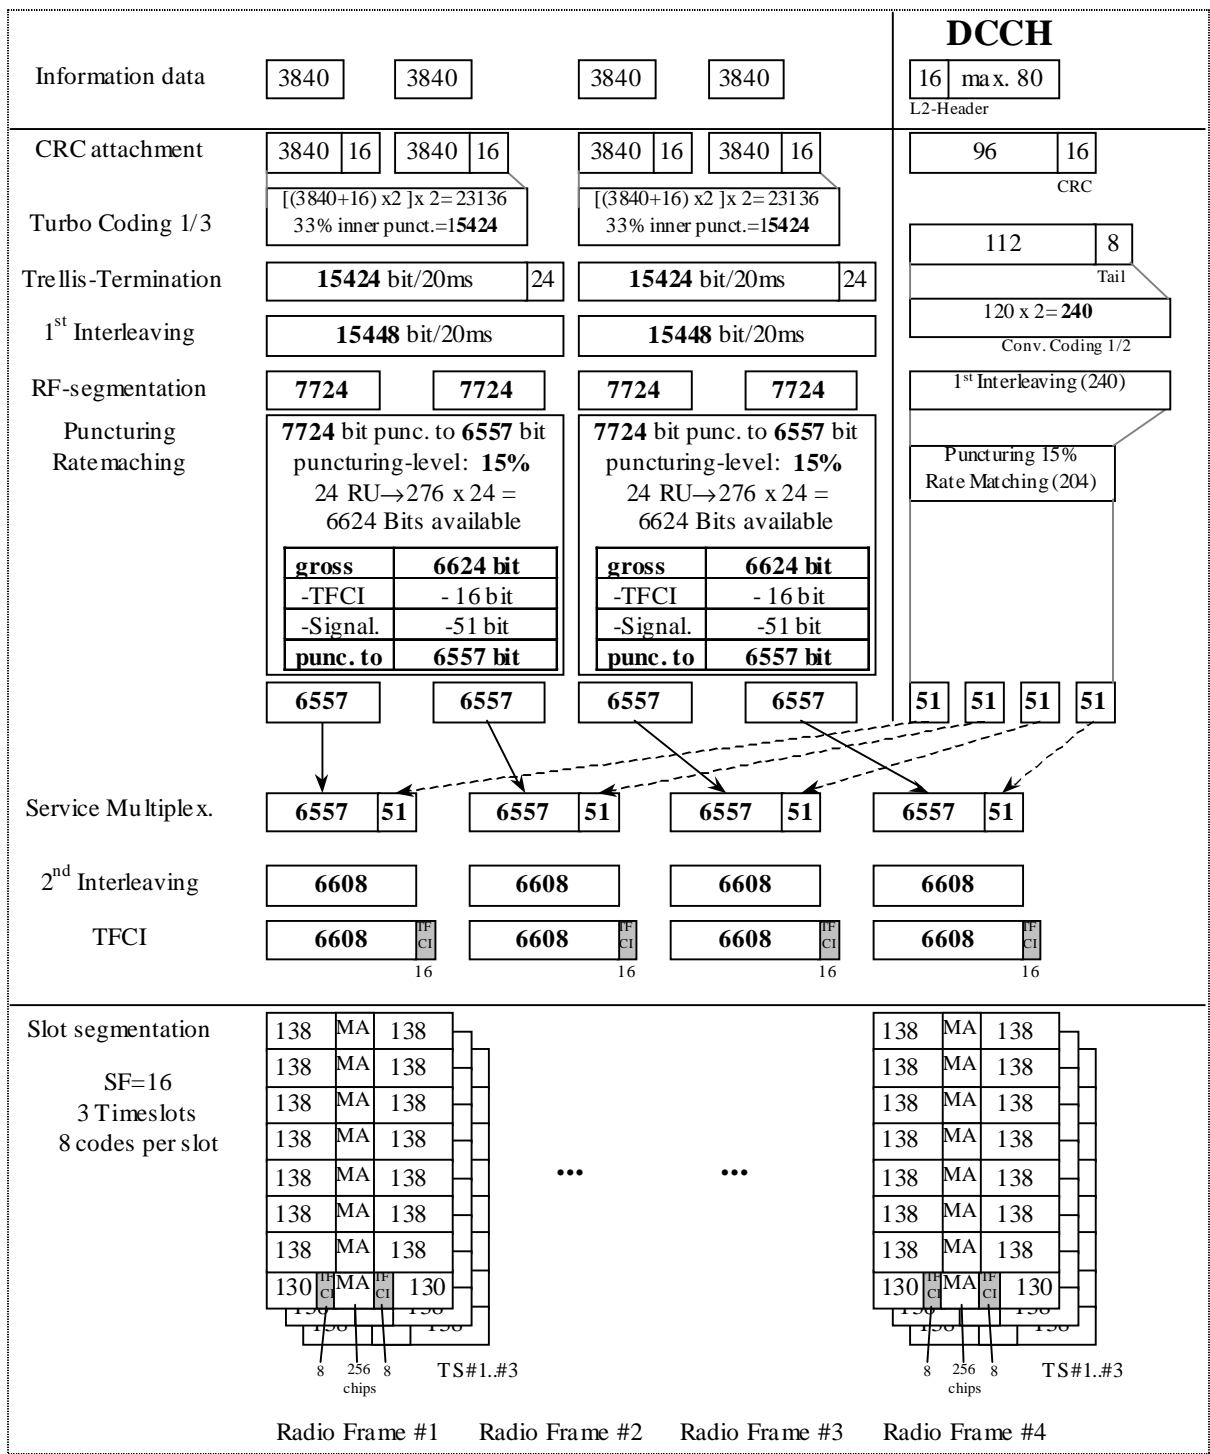 DCCH
Information data 3840 3840 3840 3840 16 max. 80
L2-Header
CRC attachment 3840 16 3840 16 3840 16 3840 16 96 16
CRC
[(3840+16) x2 ]x 2= 23136 [(3840+16) x2 ]x 2= 23136
Turbo Coding 1/3 33% inner punct.=15424 33% inner punct.=15424
112 8
Tail
Trellis-Termination 15424 bit/20ms 24 15424 bit/20ms 24
120 x 2=240
Conv. Coding 1/2
1st Interleaving 15448 bit/20ms 15448 bit/20ms
RF-segmentation 7724 7724 7724 7724 1st Interleaving (240)
Puncturing 7724 bit punc. to 6557 bit 7724 bit punc. to 6557 bit
Ratemaching puncturing-level: 15% puncturing-level: 15% Puncturing 15%
24 RU→276 x 24 = 24 RU→276 x 24 = Rate Matching (204)
6624 Bits available 6624 Bits available
gross 6624 bit gross 6624 bit
-TFCI - 16 bit -TFCI - 16 bit
-Signal. -51 bit -Signal. -51 bit
punc. to 6557 bit punc. to 6557 bit
6557 6557 6557 6557 51 51 51 51
Service Multiplex. 6557 51 6557 51 6557 51 6557 51
2nd Interleaving 6608 6608 6608 6608
TFCI 6608 TF CI 6608 TF CI 6608 TF CI 6608 TF CI
16 16 16 16
Slot segmentation 138 MA 138 138 MA 138
138 MA 138 138 MA 138
SF=16
3 Timeslots 138 MA 138 138 MA 138
8 codes per slot 138 MA 138 138 MA 138
138 MA 138 ... ... 138 MA 138
138 MA 138 138 MA 138
138 MA 138 138 MA 138
130 TF CI MA TF CI 130 130 TF CI MA TF CI 130
138 138 138 138
138 138 138 138
8 256 8 TS#1..#3 8 256 8 TS#1..#3
chips chips
Radio Frame #1 Radio Frame #2 Radio Frame #3 Radio Frame #4